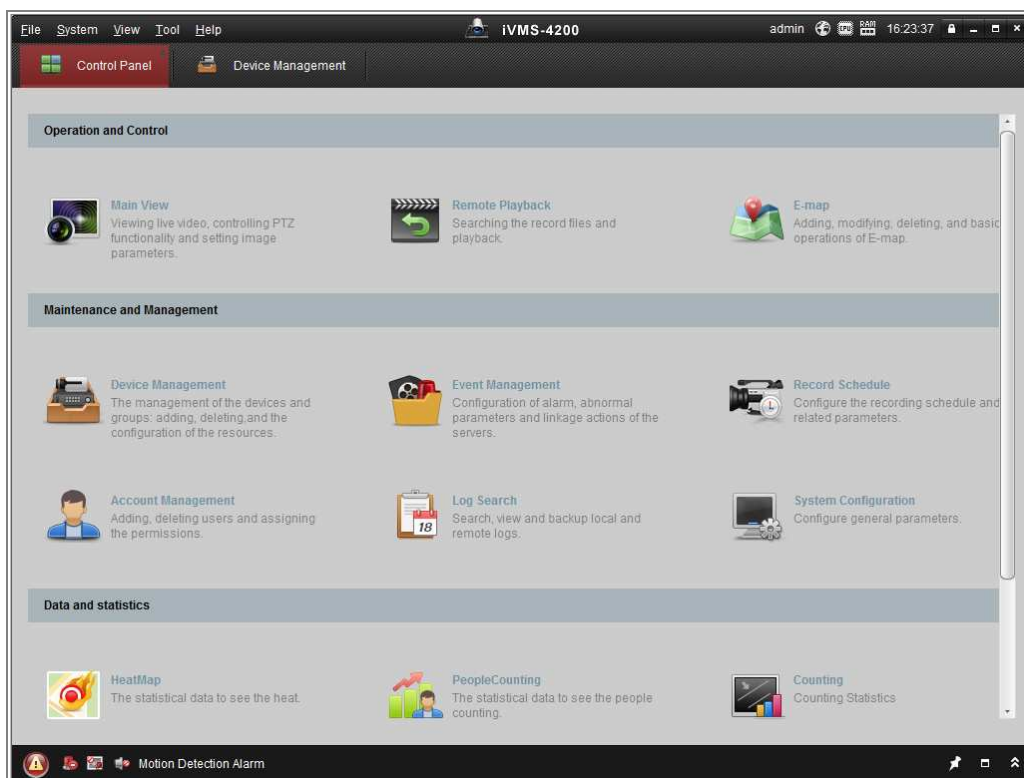 File System View Tool Help iVMS-4200 admin CPU RAM 16:23:37
Control Panel Device Management
Operation and Control
Main View
Viewing live video, controlling PTZ
functionality and setting image
parameters.
Remote Playback
Searching the record files and
playback.
E-map
Adding, modifying; deleting, and basic
operations of E-map.
Maintenance and Management
Device Management
The management of the devices and
groups: adding, deleting,and the
configuration of the resources.
Event Management
Configuration of alarm, abnormal
parameters and linkage actions of the
servers.
Record Schedule
Configure the recording schedule and
related parameters.
Account Management
Adding, deleting users and assigning
the permissions.
Log Search
Search, view and backup local and
remote logs.
18
System Configuration
Configure general parameters.
Data and statistics
HeatMap
The statistical data to see the heat.
PeopleCounting
The statistical data to see the people
counting.
Counting
Counting Statistics
Motion Detection Alarm